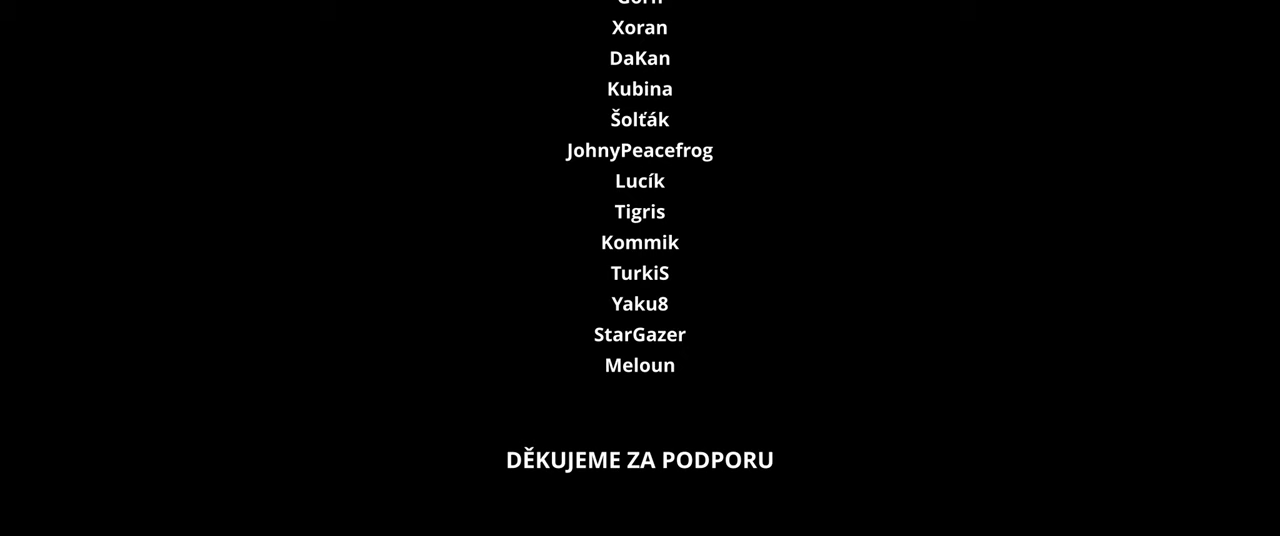 Xoran
DaKan
Kubina
Šolťák
JohnyPeacefrog
Lucík
Tigris
Kommik
TurkiS
Yaku8
StarGazer
Meloun
DĚKUJEME ZA PODPORU